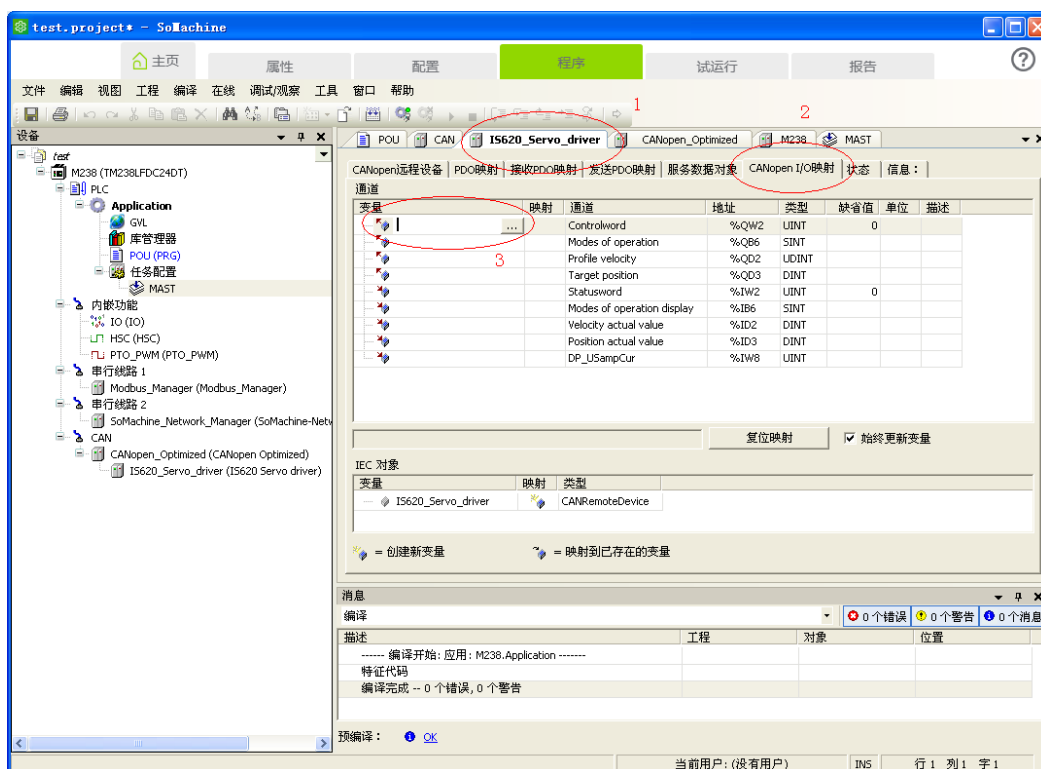 test.project* - SoMachine
主页 属性 配置 程序 试运行 报告
文件 编辑 视图 工程 编译 在线 调试/观察 工具 窗口 帮助
1
2
设备
POU CAN IS620_Servo_driver CANopen_Optimized M238 MAST
test
M238 (TM238LFDC24DT)
PLC
Application
GVL
库管理器
POU (PRG)
任务配置
MAST
内嵌功能
IO (IO)
HSC (HSC)
PTO_PWM (PTO_PWM)
串行线路 1
Modbus_Manager (Modbus_Manager)
串行线路 2
SoMachine_Network_Manager (SoMachine-Netw
CAN
CANopen_Optimized (CANopen Optimized)
IS620_Servo_driver (IS620 Servo driver)
CANopen远程设备 PDO映射 接收PDO映射 发送PDO映射 服务数据对象 CANopen I/O映射 状态 信息:
通道
变量 映射 通道 地址 类型 缺省值 单位 描述
... Controlword %QW2 UINT 0
Modes of operation %QB6 SINT
3
Profile velocity %QD2 UDINT
Target position %QD3 DINT
Statusword %IW2 UINT 0
Modes of operation display %IB6 SINT
Velocity actual value %ID2 DINT
Position actual value %ID3 DINT
DP_USampCur %IW8 UINT
复位映射 始终更新变量
IEC 对象
变量 映射 类型
IS620_Servo_driver CANRemoteDevice
= 创建新变量 = 映射到已存在的变量
消息
编译 0 个错误 0 个警告 0 个消息
描述 工程 对象 位置
------ 编译开始: 应用: M238.Application -------
特征代码
编译完成 -- 0 个错误, 0 个警告
预编译: OK
当前用户: (没有用户) INS 行 1 列 1 字 1